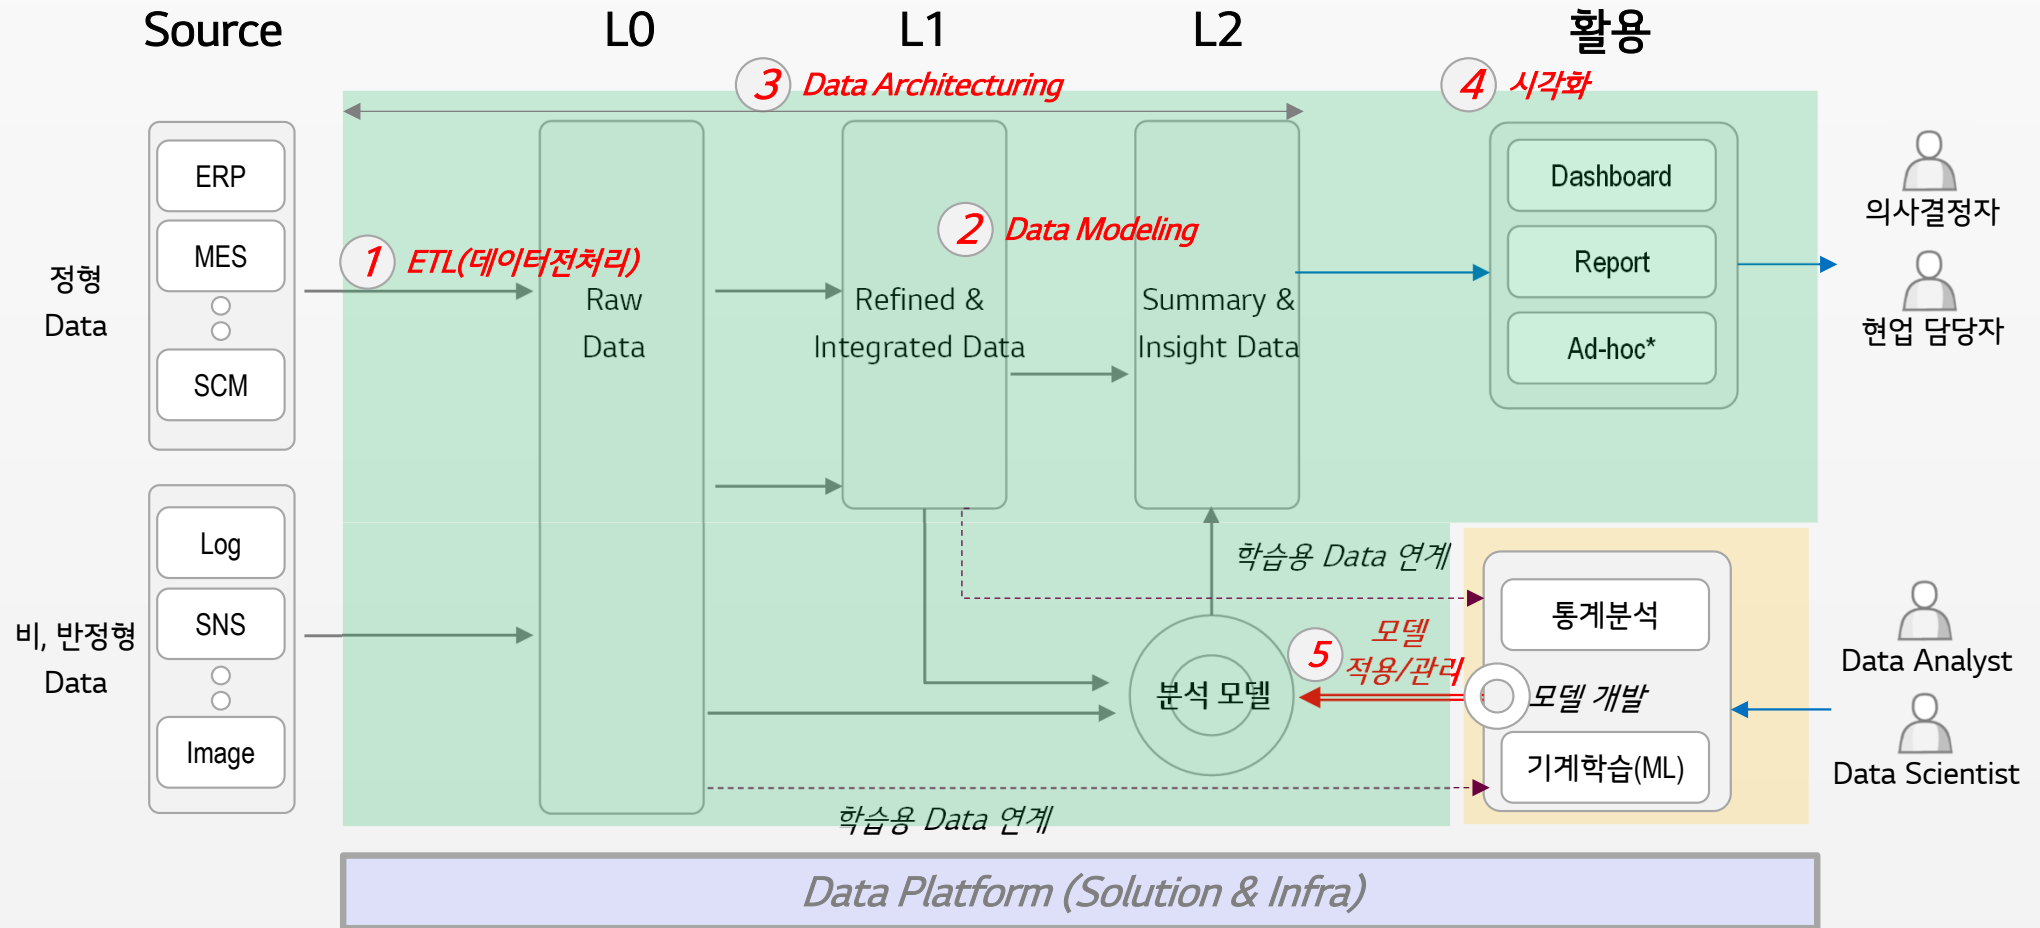 Source
L0
L1
L2
활용
3 Data Architecturing
4 시각화
정형
Data
ERP
MES
SCM
1 ETL(데이터전처리)
2 Data Modeling
Raw
Data
Refined &
Integrated Data
Summary &
Insight Data
Dashboard
Report
Ad-hoc*
의사결정자
현업 담당자
비, 반정형
Data
Log
SNS
Image
학습용 Data 연계
분석 모델
5 모델
적용/관리
통계분석
모델 개발
기계학습(ML)
Data Analyst
Data Scientist
학습용 Data 연계
Data Platform (Solution & Infra)